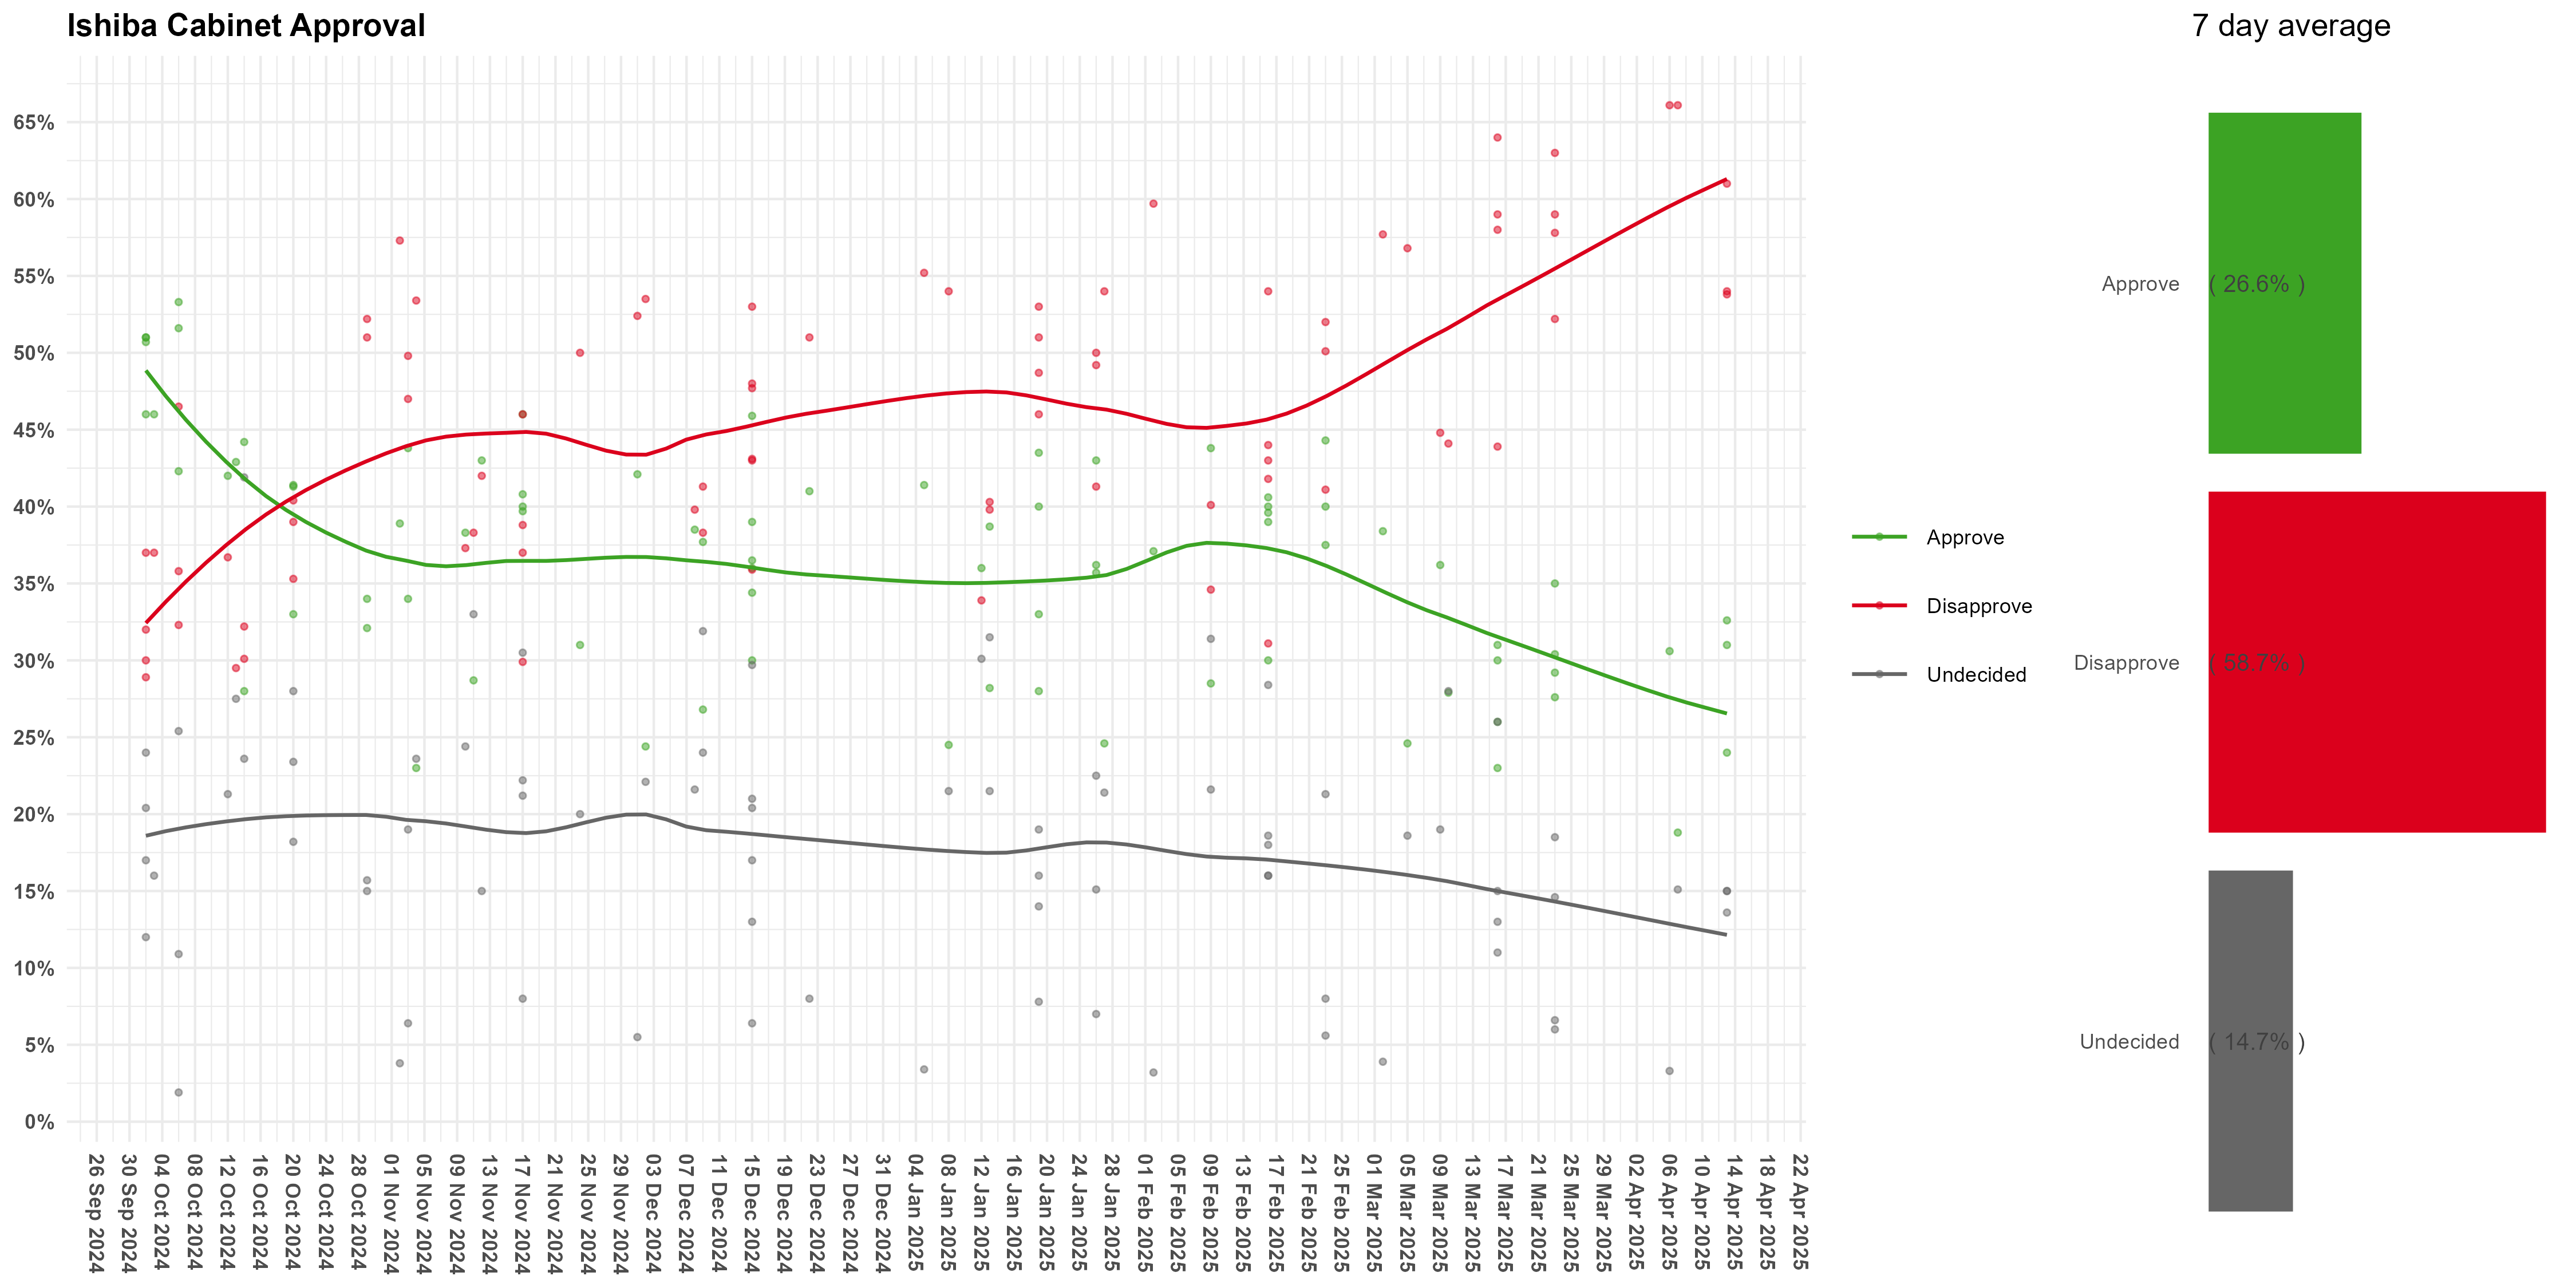 Ishiba Cabinet Approval
7 day average
65%
60%
55%
50%
45%
40%
35%
30%
25%
20%
15%
10%
5%
0%
26 Sep 2024
30 Sep 2024
04 Oct 2024
08 Oct 2024
12 Oct 2024
16 Oct 2024
20 Oct 2024
24 Oct 2024
28 Oct 2024
01 Nov 2024
05 Nov 2024
09 Nov 2024
13 Nov 2024
17 Nov 2024
21 Nov 2024
25 Nov 2024
29 Nov 2024
03 Dec 2024
07 Dec 2024
11 Dec 2024
15 Dec 2024
19 Dec 2024
23 Dec 2024
27 Dec 2024
31 Dec 2024
04 Jan 2025
08 Jan 2025
12 Jan 2025
16 Jan 2025
20 Jan 2025
24 Jan 2025
28 Jan 2025
01 Feb 2025
05 Feb 2025
09 Feb 2025
13 Feb 2025
17 Feb 2025
21 Feb 2025
25 Feb 2025
01 Mar 2025
05 Mar 2025
09 Mar 2025
13 Mar 2025
17 Mar 2025
21 Mar 2025
25 Mar 2025
29 Mar 2025
02 Apr 2025
06 Apr 2025
10 Apr 2025
14 Apr 2025
18 Apr 2025
22 Apr 2025
Approve
Disapprove
Undecided
Approve ( 26.6% )
Disapprove ( 58.7% )
Undecided ( 14.7% )